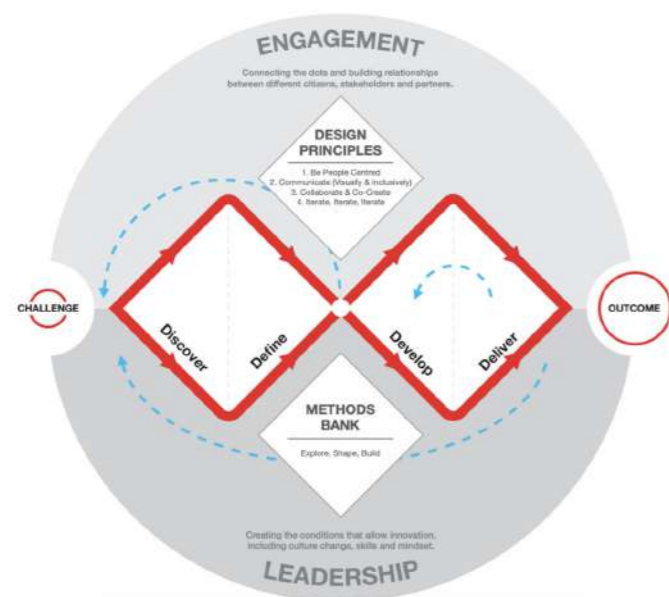 ENGAGEMENT
Connecting the dots and building relationships
between different citizens, stakeholders and partners.
DESIGN
PRINCIPLES
1. Be People Centred
2. Communicate (Visually & Inclusively)
3. Collaborate & Co-Create
4. Iterate, Iterate, Iterate
CHALLENGE
OUTCOME
Discover
Define
Develop
Deliver
METHODS
BANK
Explore, Shape, Build
Creating the conditions that allow innovation,
including culture change, skills and mindset.
LEADERSHIP